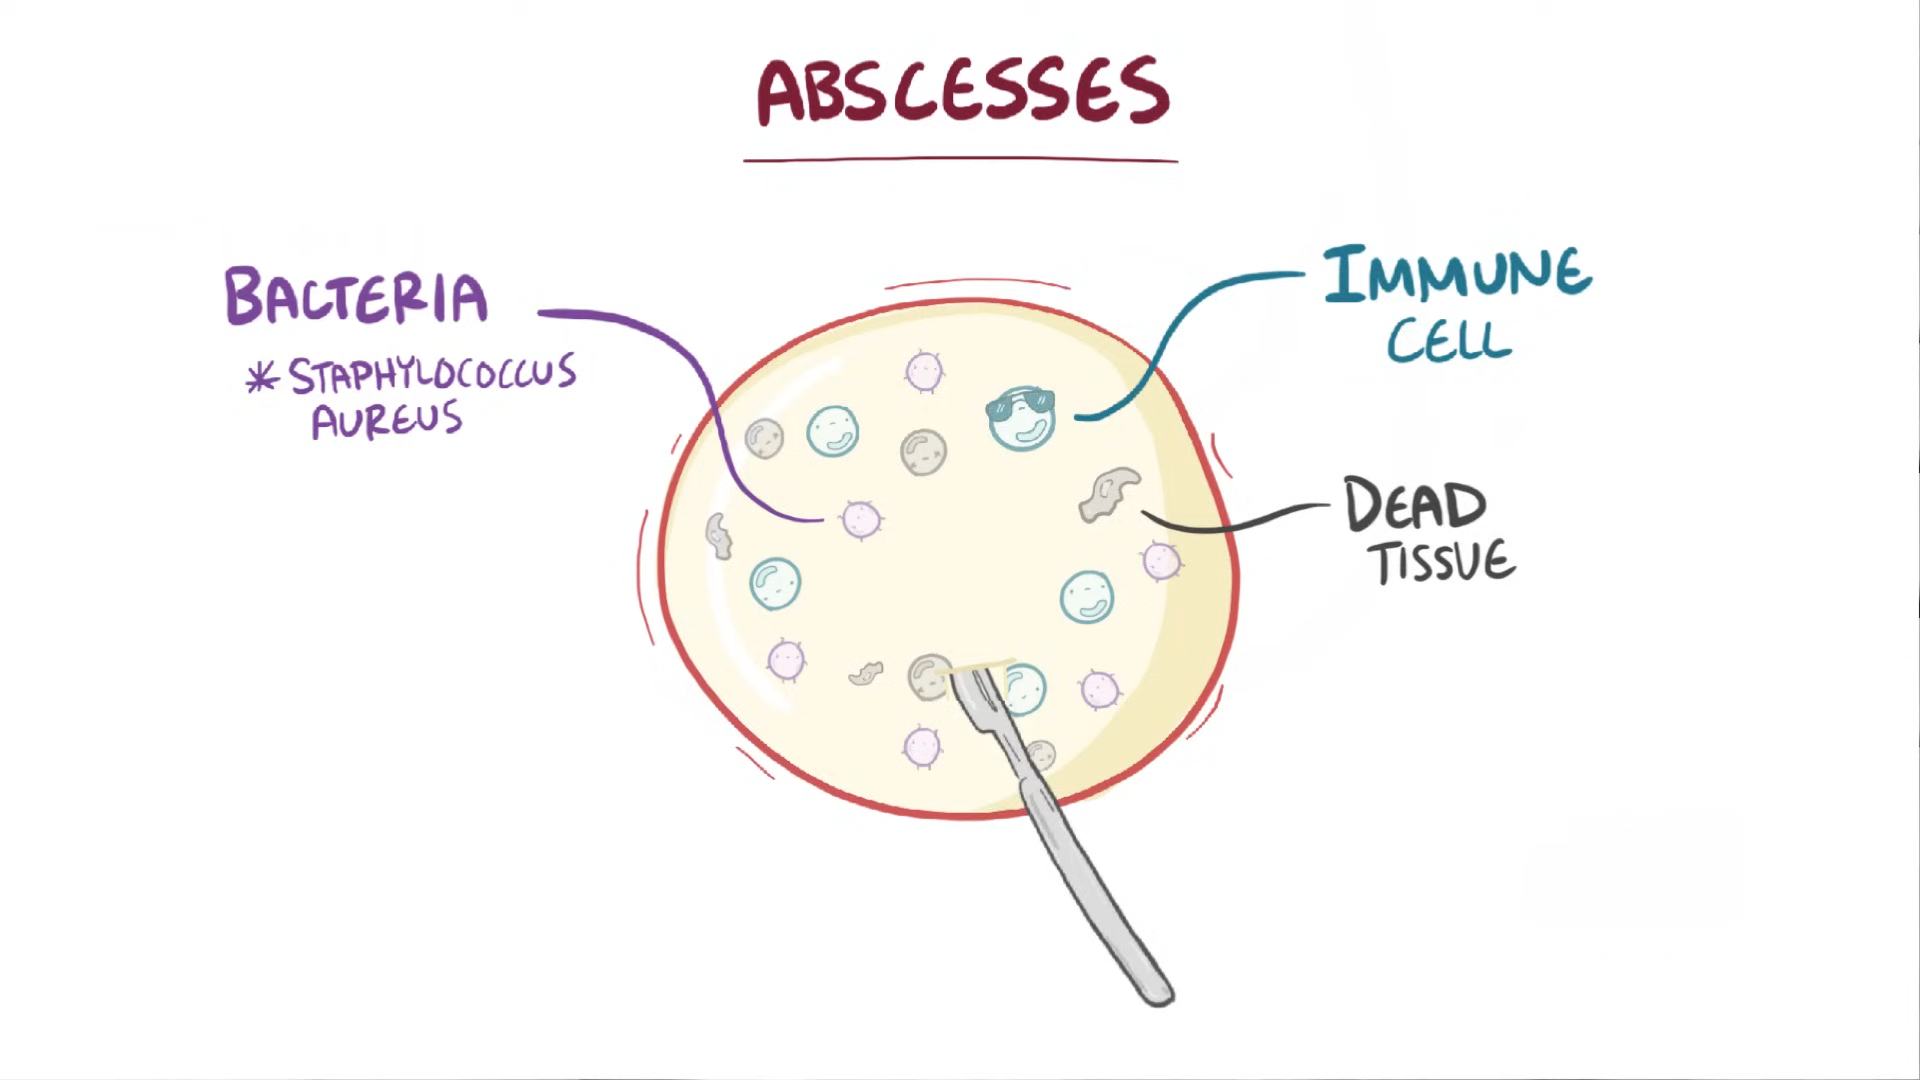 ABSCESSES
BACTERIA
* STAPHYLOCOCCUS
AUREUS
IMMUNE
CELL
DEAD
TISSUE